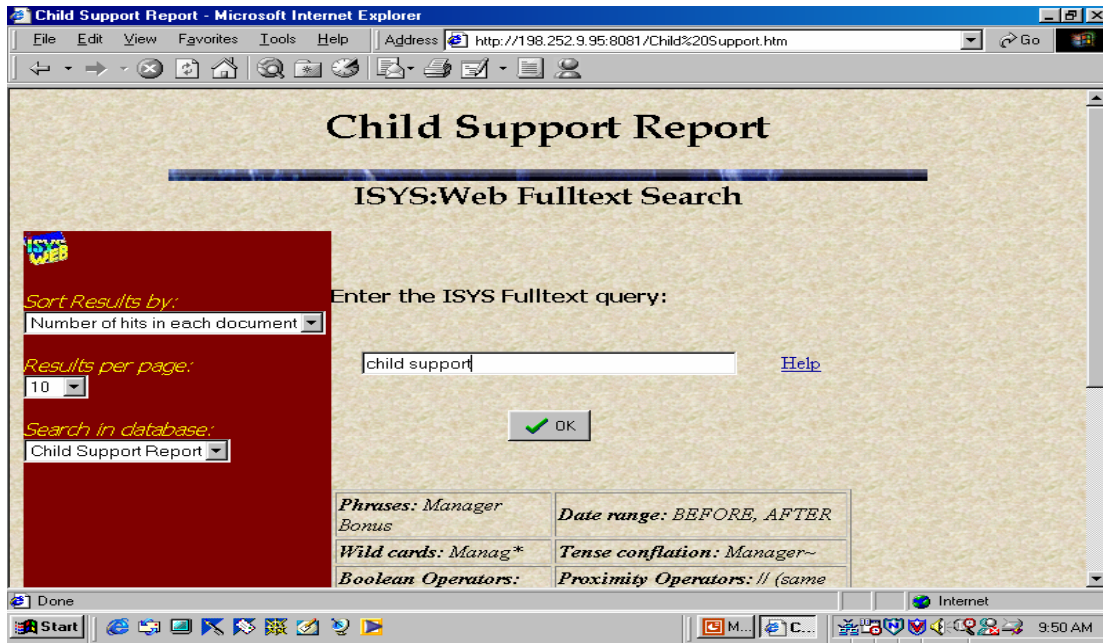 Child Support Report - Microsoft Internet Explorer
File Edit View Favorites Tools Help Address http://198.252.9.95:8081/Child%20Support.htm Go
Child Support Report
ISYS:Web Fulltext Search
ISYS WEB
Sort Results by:
Number of hits in each document
Results per page:
10
Search in database:
Child Support Report
Enter the ISYS Fulltext query:
child support Help
OK
Phrases: Manager Bonus
Date range: BEFORE, AFTER
Wild cards: Manag*
Tense conflation: Manager~
Boolean Operators:
Proximity Operators: // (same
Done Internet
Start M... C... 9:50 AM